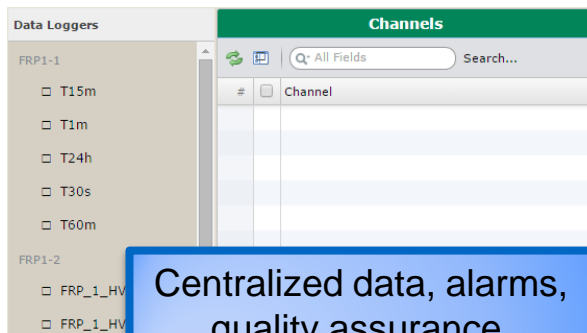 Data Loggers
Channels
FRP1-1
All Fields
Search...
T15m
# Channel
T1m
T24h
T30s
T60m
FRP1-2
FRP_1_HV
FRP_1_HV
Centralized data, alarms,
quality assurance